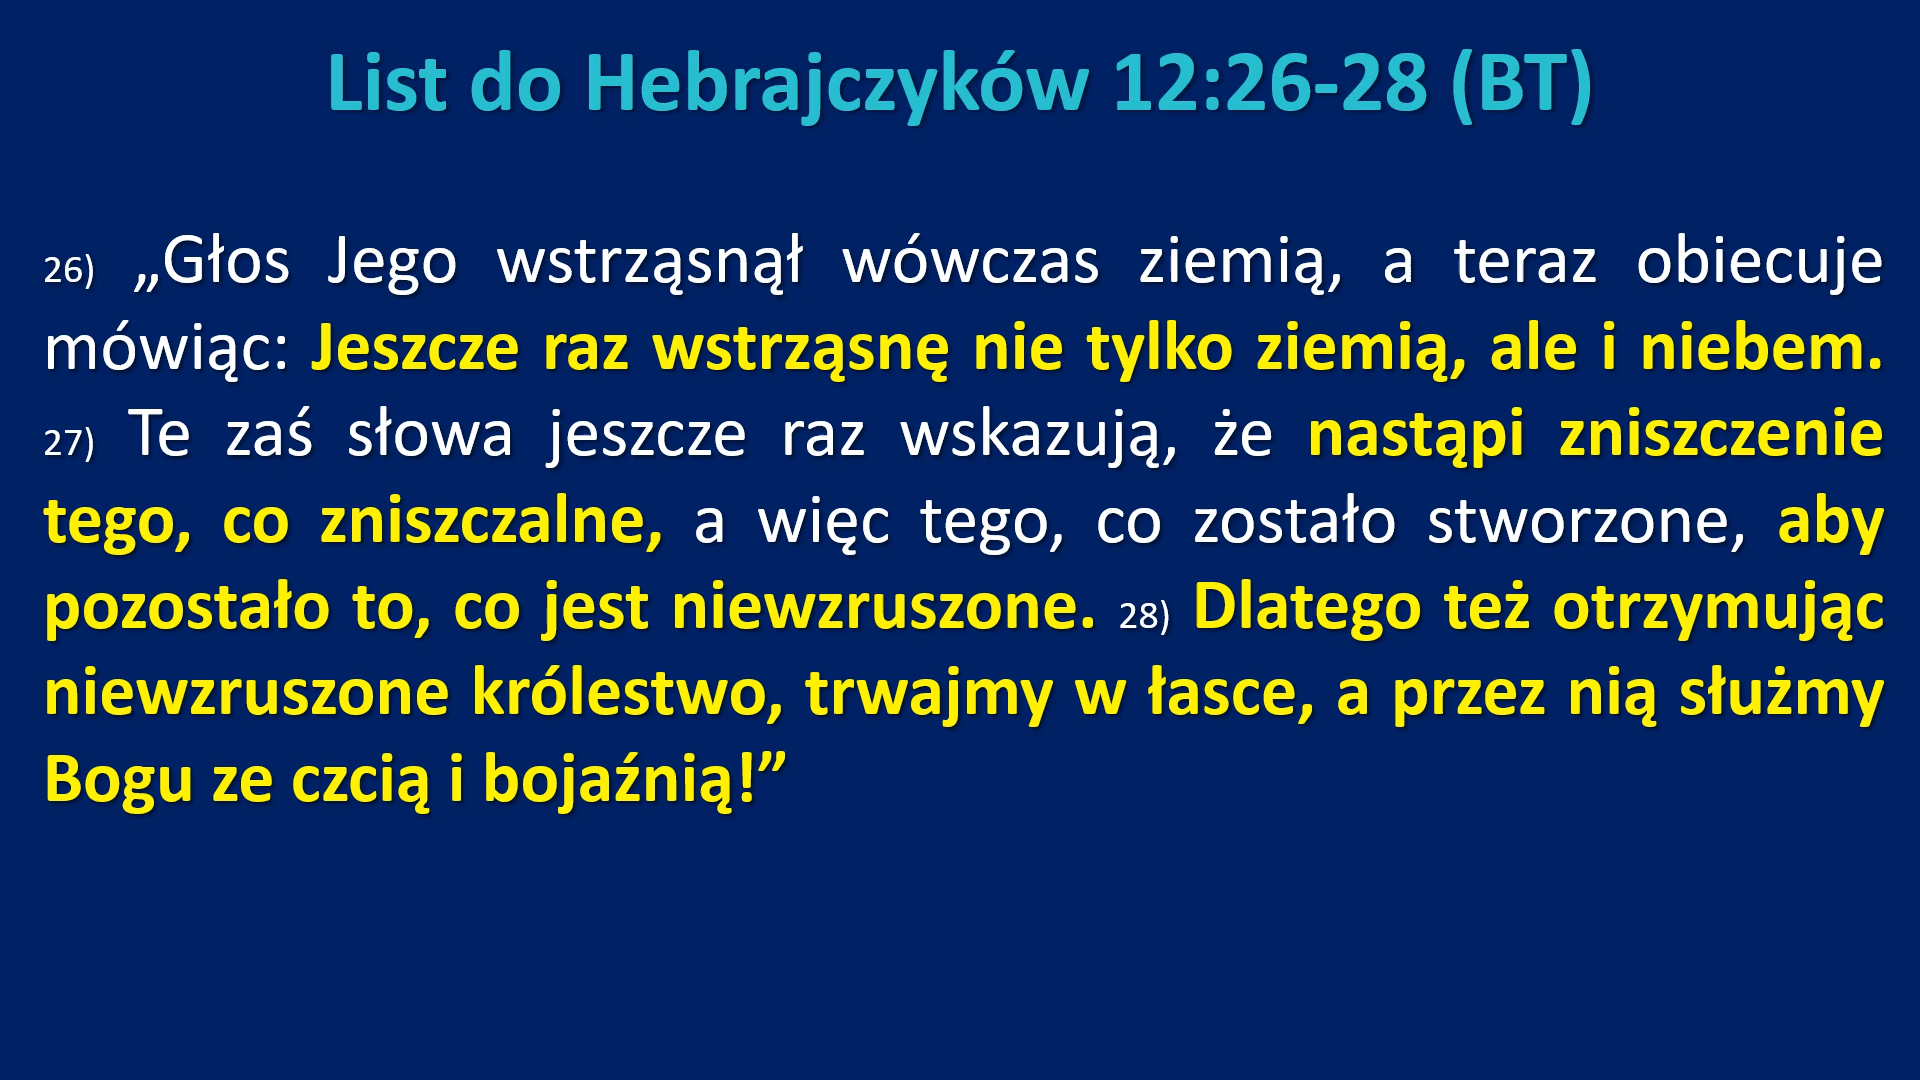 List do Hebrajczyków 12:26-28 (BT)
26) „Głos Jego wstrząsnął wówczas ziemią, a teraz obiecuje
mówiąc: Jeszcze raz wstrząsnę nie tylko ziemią, ale i niebem.
27) Te zaś słowa jeszcze raz wskazują, że nastąpi zniszczenie
tego, co zniszczalne, a więc tego, co zostało stworzone, aby
pozostało to, co jest niewzruszone. 28) Dlatego też otrzymując
niewzruszone królestwo, trwajmy w łasce, a przez nią służmy
Bogu ze czcią i bojaźnią!”